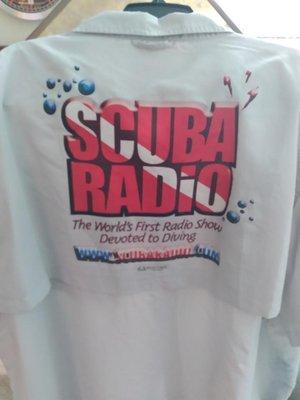 SCUBA
RADiO
The World's First Radio Show
Devoted to Diving
www.scubaradio.com